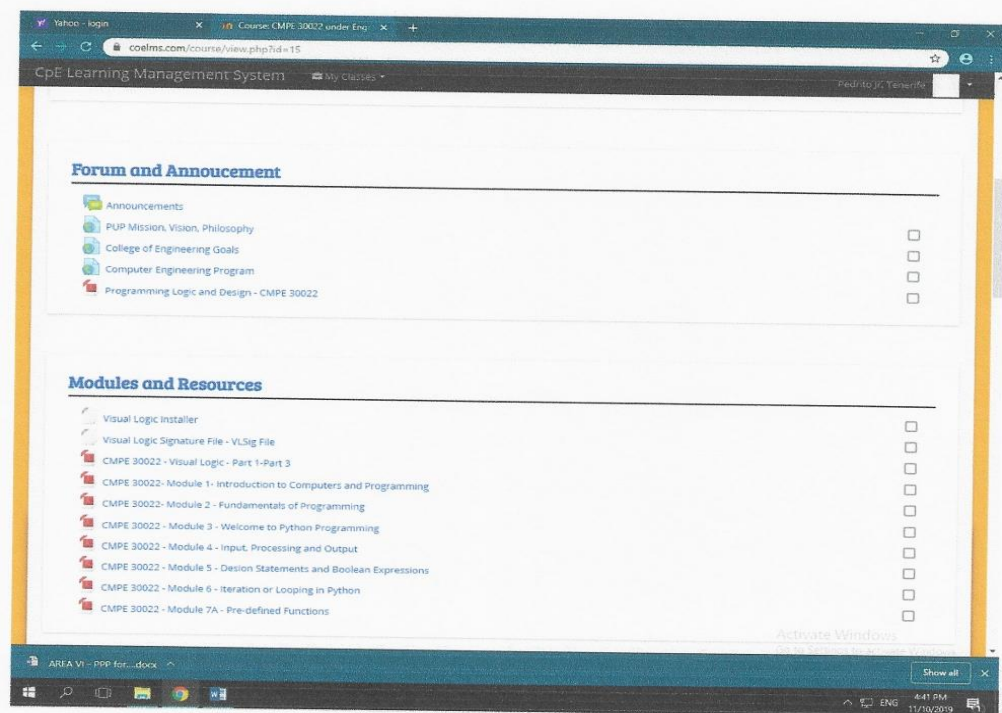 Yahoo - login
Course: CMPE 30022 under Eng
coelms.com/course/view.php?id=15
CpE Learning Management System
My Classes
Pedrito Jr. Tenerife
Forum and Annoucement
Announcements
PUP Mission, Vision, Philosophy
College of Engineering Goals
Computer Engineering Program
Programming Logic and Design - CMPE 30022
Modules and Resources
Visual Logic Installer
Visual Logic Signature File - VLSig File
CMPE 30022 - Visual Logic - Part 1-Part 3
CMPE 30022- Module 1- Introduction to Computers and Programming
CMPE 30022- Module 2 - Fundamentals of Programming
CMPE 30022 - Module 3 - Welcome to Python Programming
CMPE 30022 - Module 4 - Input, Processing and Output
CMPE 30022 - Module 5 - Desion Statements and Boolean Expressions
CMPE 30022 - Module 6 - Iteration or Looping in Python
CMPE 30022 - Module 7A - Pre-defined Functions
Activate Windows
Go to Settings to Activate Windows
AREA VI – PPP for....docx
Show all
ENG
4:41 PM
11/10/2019